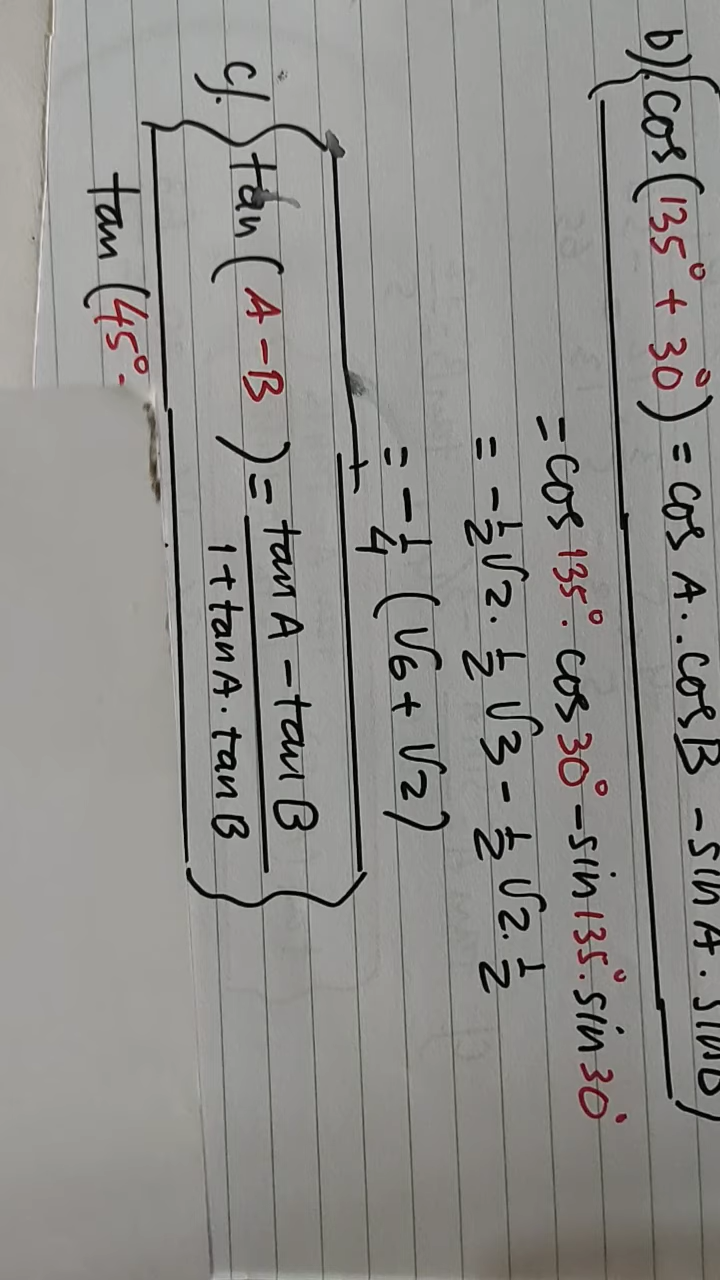 b) cos(135° + 30°) = cos A . cos B - sin A . sin B
= cos 135° . cos 30° - sin 135° . sin 30°
= - 1/2 √2 . 1/2 √3 - 1/2 √2 . 1/2
= - 1/4 (√6 + √2)
c/. tan (A - B) = (tan A - tan B)/(1 + tan A . tan B)
tan (45° -